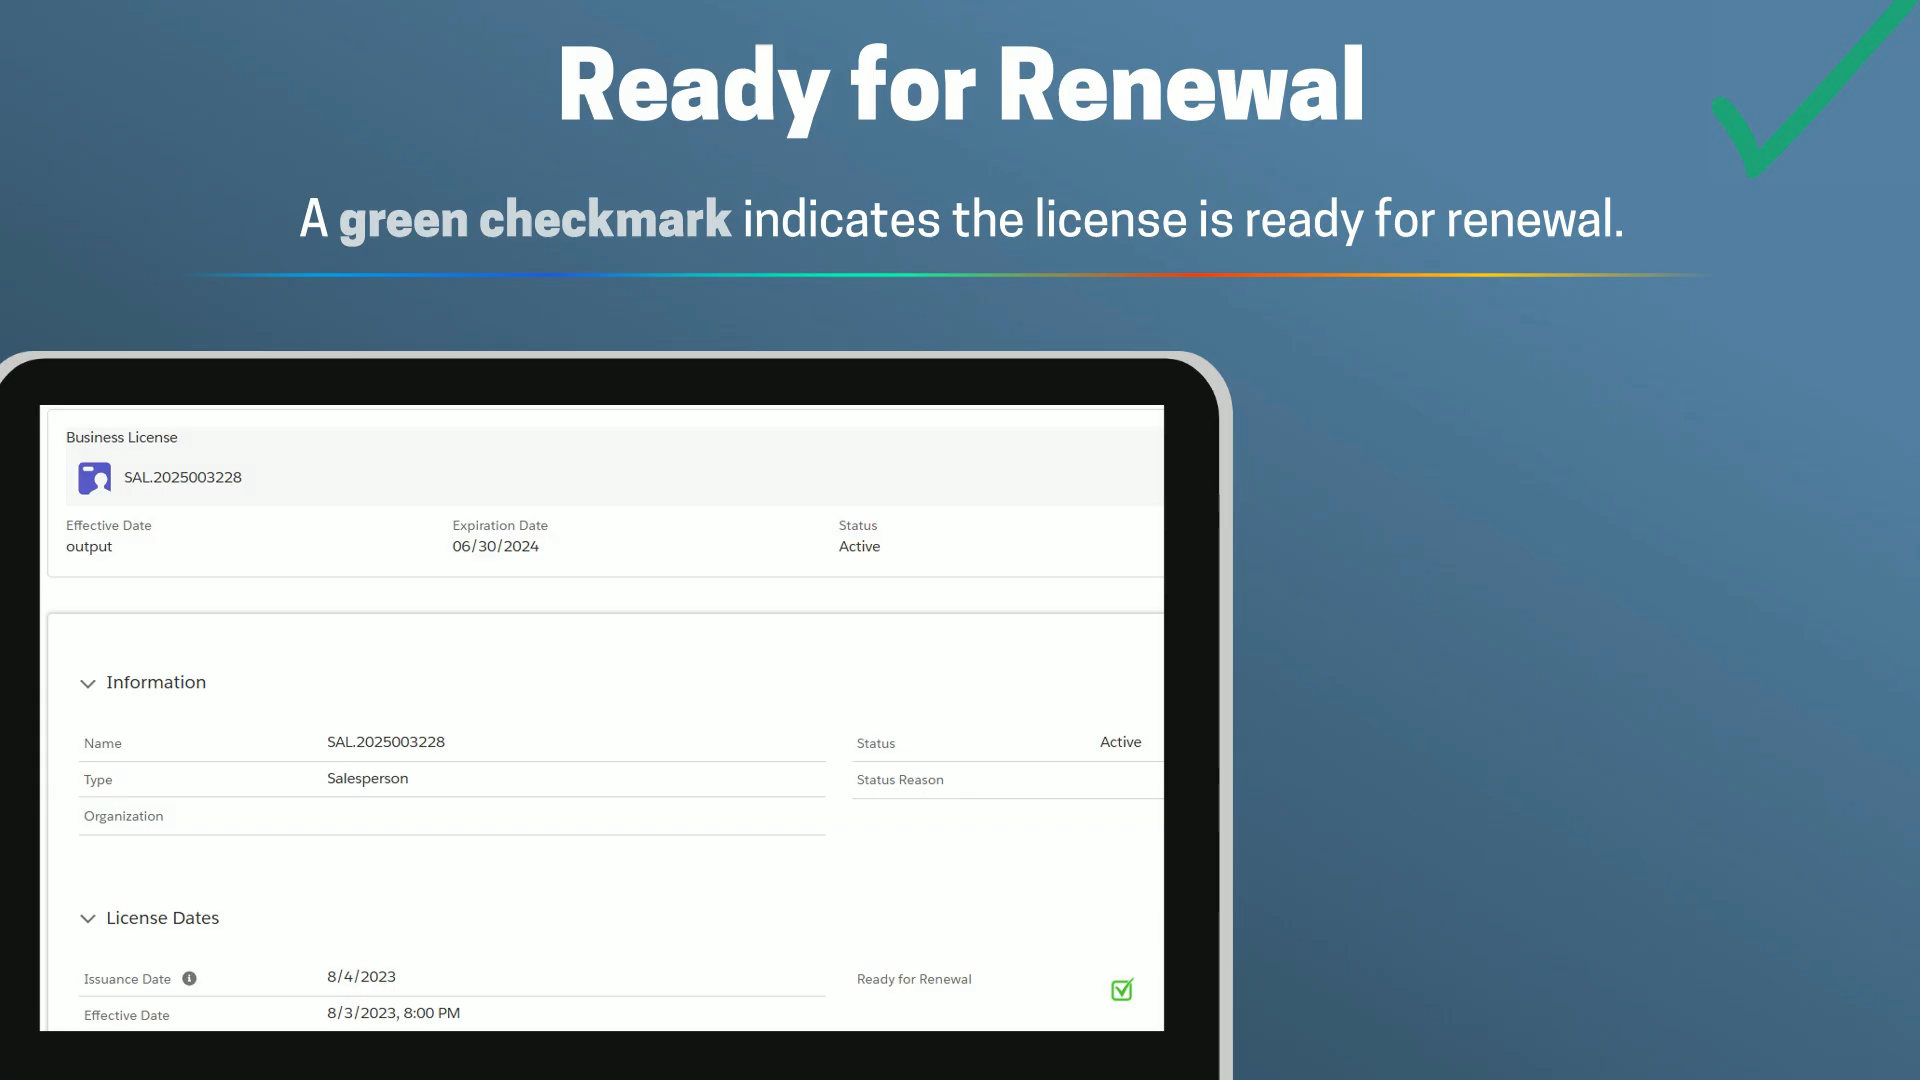 Ready for Renewal
A green checkmark indicates the license is ready for renewal.
Business License
SAL.2025003228
Effective Date Expiration Date Status
output 06/30/2024 Active
Information
Name SAL.2025003228 Status Active
Type Salesperson Status Reason
Organization
License Dates
Issuance Date 8/4/2023 Ready for Renewal
Effective Date 8/3/2023, 8:00 PM